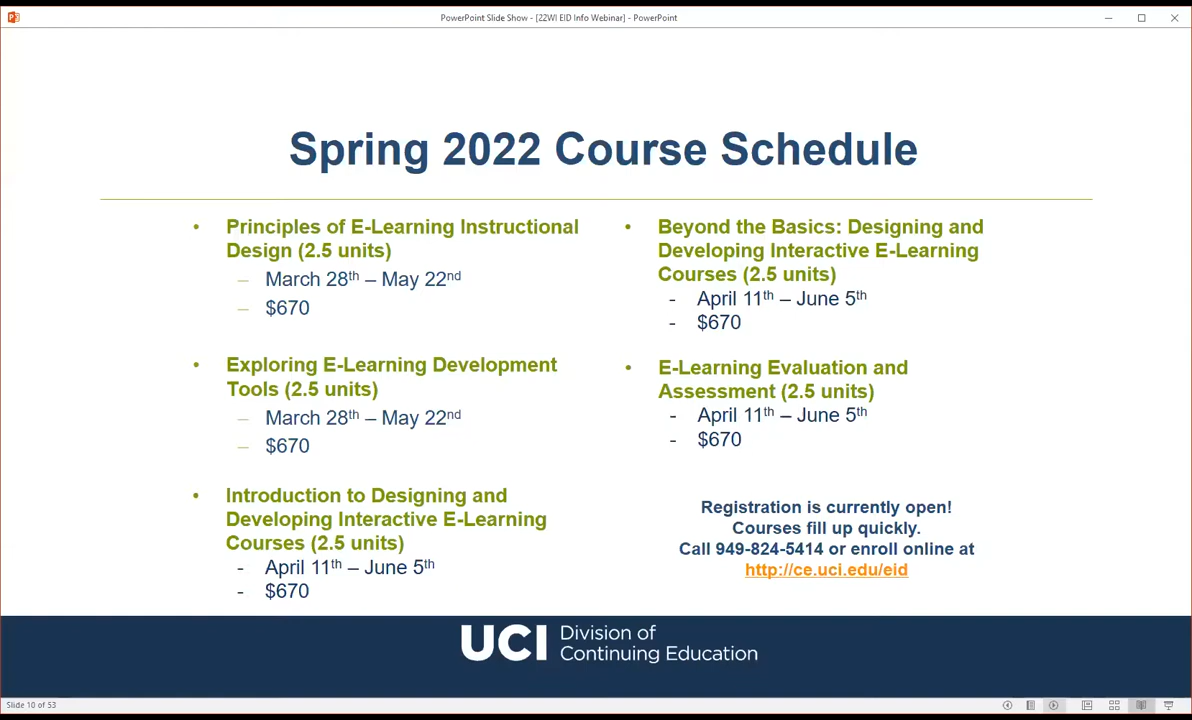 PowerPoint Slide Show - [22WI EID Info Webinar] - PowerPoint
Spring 2022 Course Schedule
• Principles of E-Learning Instructional
Design (2.5 units)
– March 28th – May 22nd
– $670
• Exploring E-Learning Development
Tools (2.5 units)
– March 28th – May 22nd
– $670
• Introduction to Designing and
Developing Interactive E-Learning
Courses (2.5 units)
- April 11th – June 5th
- $670
• Beyond the Basics: Designing and
Developing Interactive E-Learning
Courses (2.5 units)
- April 11th – June 5th
- $670
• E-Learning Evaluation and
Assessment (2.5 units)
- April 11th – June 5th
- $670
Registration is currently open!
Courses fill up quickly.
Call 949-824-5414 or enroll online at
http://ce.uci.edu/eid
UCI Division of
Continuing Education
Slide 10 of 53